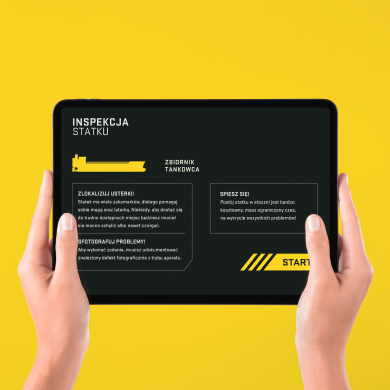 INSPEKCJA
STATKU
ZBIORNIK
TANKOWCA
ZLOKALIZUJ USTERKI!
Statek ma wiele zakamarków, dlatego pomagaj
sobie mapą oraz latarką. Niekiedy, aby dostać się
do trudno dostępnych miejsc będziesz musiał
się mocno schylić albo nawet czołgać.
SFOTOGRAFUJ PROBLEMY!
Aby wykonać zadanie, musisz udokumentować
znaleziony defekt fotograficznie z trybu aparatu.
SPIESZ SIĘ!
Postój statku w stoczni jest bardzo
kosztowny, masz ograniczony czas,
na wykrycie wszystkich problemów!
START